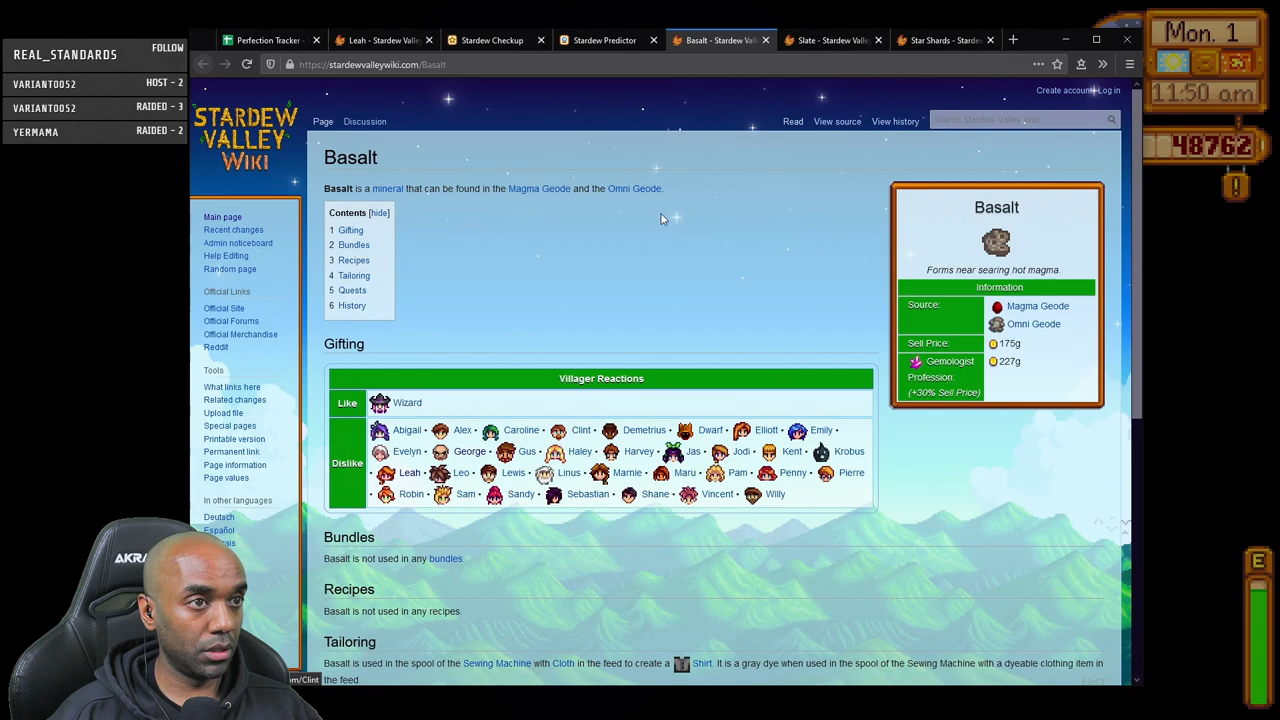 REAL_STANDARDS FOLLOW
VARIANT0052 HOST - 2
VARIANT0052 RAIDED - 3
YERMAMA RAIDED - 2
Perfection Tracker -
Leah - Stardew Valle
Stardew Checkup
Stardew Predictor
Basalt - Stardew Val
Slate - Stardew Valle
Star Shards - Stardew
https://stardewvalleywiki.com/Basalt
Mon. 1
11:50 am
48762
Create account Log in
Page Discussion Read View source View history Search Stardew Valley Wiki
STARDEW
VALLEY
WIKI
Main page
Recent changes
Admin noticeboard
Help Editing
Random page
Official Links
Official Site
Official Forums
Official Merchandise
Reddit
Tools
What links here
Related changes
Upload file
Special pages
Printable version
Permanent link
Page information
Page values
In other languages
Deutsch
Español
Basalt
Basalt is a mineral that can be found in the Magma Geode and the Omni Geode.
Contents [hide]
1 Gifting
2 Bundles
3 Recipes
4 Tailoring
5 Quests
6 History
Basalt
Forms near searing hot magma.
Information
Source: Magma Geode
Omni Geode
Sell Price: 175g
Gemologist 227g
Profession:
(+30% Sell Price)
Gifting
Villager Reactions
Like Wizard
Dislike
Abigail • Alex • Caroline • Clint • Demetrius • Dwarf • Elliott • Emily •
Evelyn • George • Gus • Haley • Harvey • Jas • Jodi • Kent • Krobus
• Leah • Leo • Lewis • Linus • Marnie • Maru • Pam • Penny • Pierre
• Robin • Sam • Sandy • Sebastian • Shane • Vincent • Willy
Bundles
Basalt is not used in any bundles.
Recipes
Basalt is not used in any recipes.
Tailoring
Basalt is used in the spool of the Sewing Machine with Cloth in the feed to create a Shirt. It is a gray dye when used in the spool of the Sewing Machine with a dyeable clothing item in
the feed.
om/Clint
AKRA
E